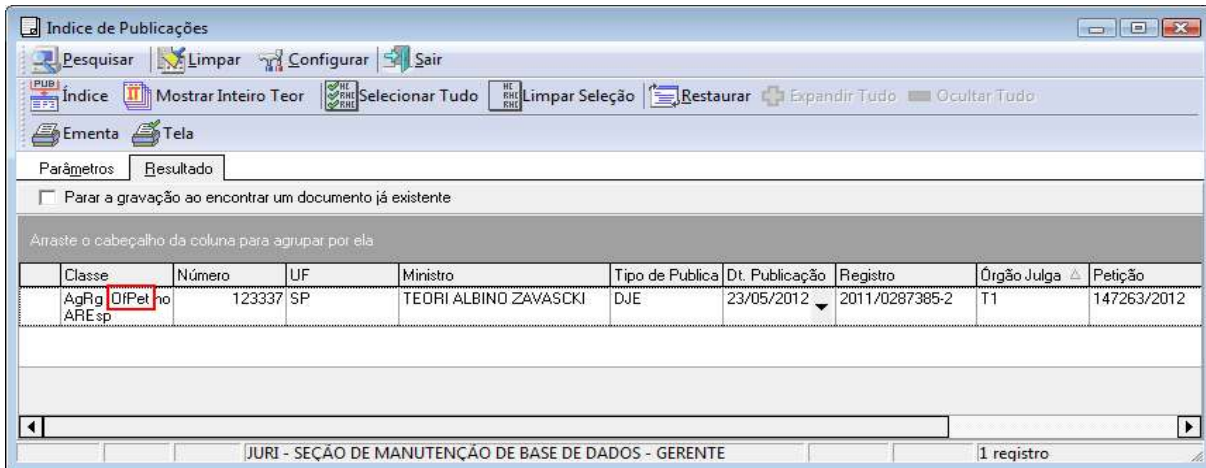 Indice de Publicações
Pesquisar Limpar Configurar Sair
Índice Mostrar Inteiro Teor Selecionar Tudo Limpar Seleção Restaurar Expandir Tudo Ocultar Tudo
Ementa Tela
Parâmetros Resultado
Parar a gravação ao encontrar um documento já existente
Arraste o cabeçalho da coluna para agrupar por ela
Classe Número UF Ministro Tipo de Publica Dt. Publicação Registro Órgão Julga Petição
AgRg OfPet no 123337 SP TEORI ALBINO ZAVASCKI DJE 23/05/2012 2011/0287385-2 T1 147263/2012
AREsp
JURI - SEÇÃO DE MANUTENÇÃO DE BASE DE DADOS - GERENTE 1 registro